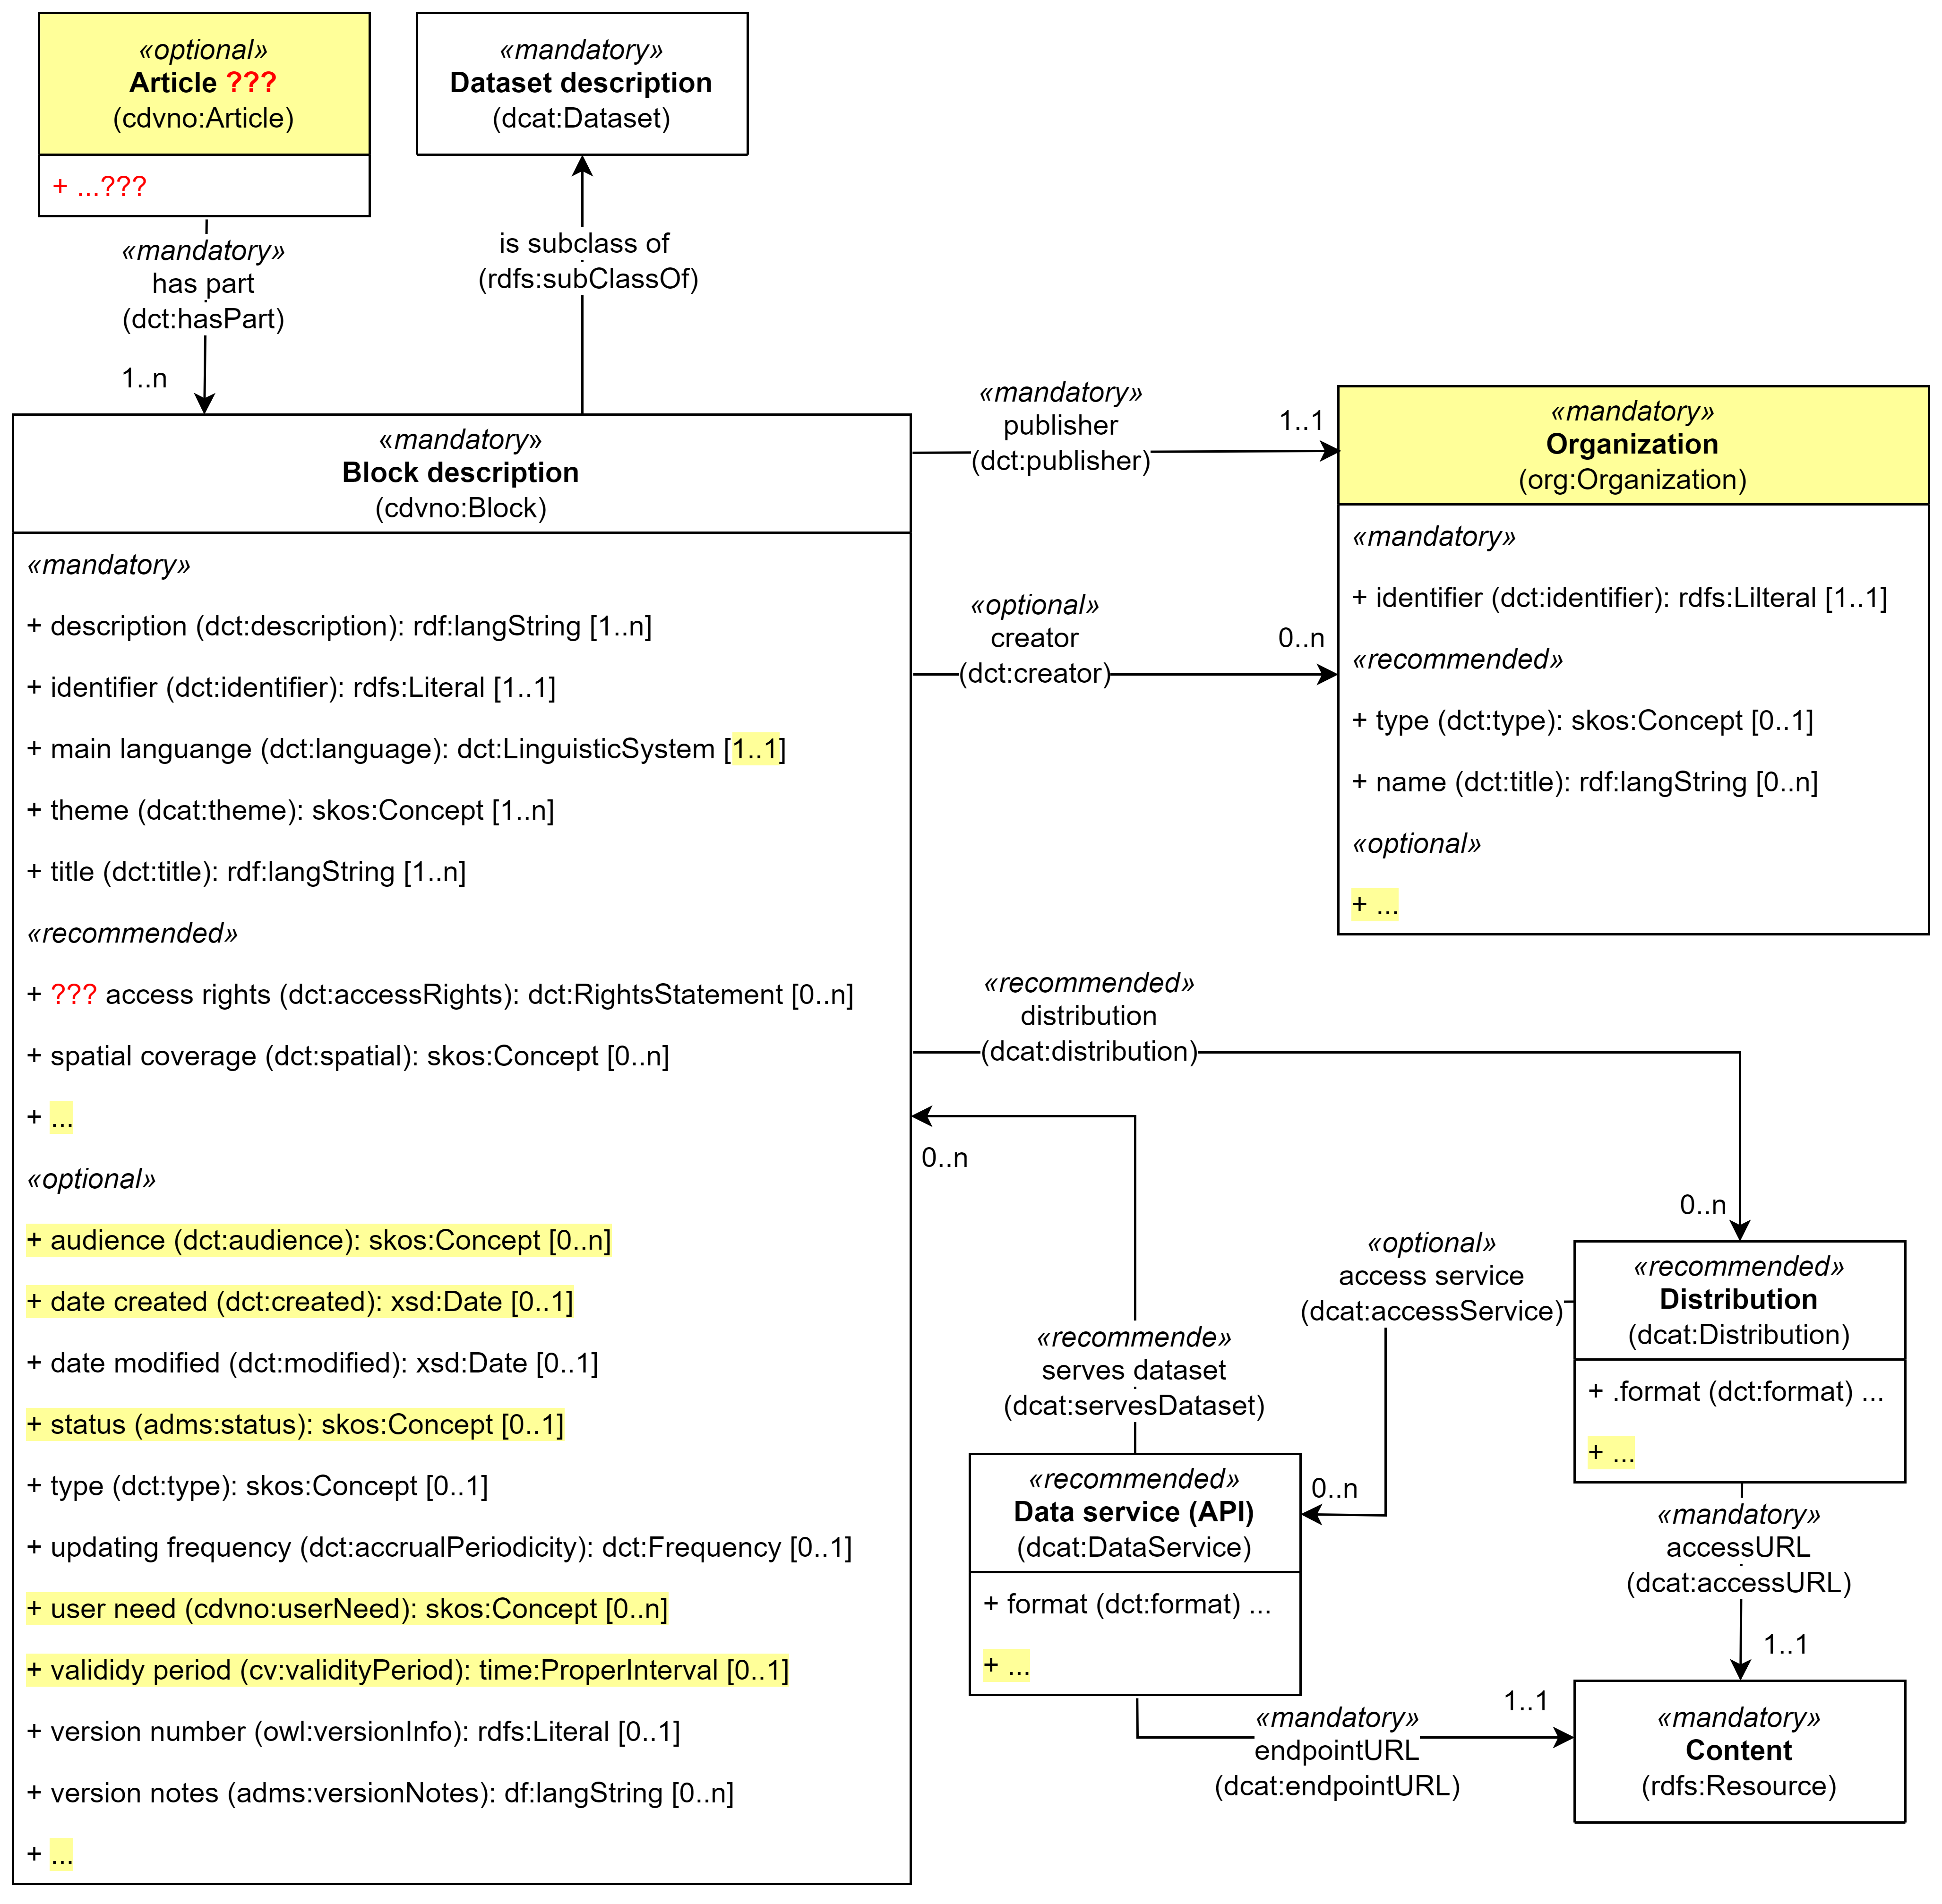 «optional»
Article ???
(cdvno:Article)
+ ...???
«mandatory»
Dataset description
(dcat:Dataset)
«mandatory»
has part
(dct:hasPart)
1..n
is subclass of
(rdfs:subClassOf)
«mandatory»
Block description
(cdvno:Block)
«mandatory»
+ description (dct:description): rdf:langString [1..n]
+ identifier (dct:identifier): rdfs:Literal [1..1]
+ main languange (dct:language): dct:LinguisticSystem [1..1]
+ theme (dcat:theme): skos:Concept [1..n]
+ title (dct:title): rdf:langString [1..n]
«recommended»
+ ??? access rights (dct:accessRights): dct:RightsStatement [0..n]
+ spatial coverage (dct:spatial): skos:Concept [0..n]
+ ...
«optional»
+ audience (dct:audience): skos:Concept [0..n]
+ date created (dct:created): xsd:Date [0..1]
+ date modified (dct:modified): xsd:Date [0..1]
+ status (adms:status): skos:Concept [0..1]
+ type (dct:type): skos:Concept [0..1]
+ updating frequency (dct:accrualPeriodicity): dct:Frequency [0..1]
+ user need (cdvno:userNeed): skos:Concept [0..n]
+ valididy period (cv:validityPeriod): time:ProperInterval [0..1]
+ version number (owl:versionInfo): rdfs:Literal [0..1]
+ version notes (adms:versionNotes): df:langString [0..n]
+ ...
«mandatory»
publisher
(dct:publisher)
1..1
«optional»
creator
(dct:creator)
0..n
«mandatory»
Organization
(org:Organization)
«mandatory»
+ identifier (dct:identifier): rdfs:Lilteral [1..1]
«recommended»
+ type (dct:type): skos:Concept [0..1]
+ name (dct:title): rdf:langString [0..n]
«optional»
+ ...
«recommended»
distribution
(dcat:distribution)
0..n
0..n
«recommende»
serves dataset
(dcat:servesDataset)
«optional»
access service
(dcat:accessService)
0..n
«recommended»
Distribution
(dcat:Distribution)
+ .format (dct:format) ...
+ ...
«recommended»
Data service (API)
(dcat:DataService)
+ format (dct:format) ...
+ ...
«mandatory»
accessURL
(dcat:accessURL)
1..1
«mandatory»
endpointURL
(dcat:endpointURL)
1..1
«mandatory»
Content
(rdfs:Resource)